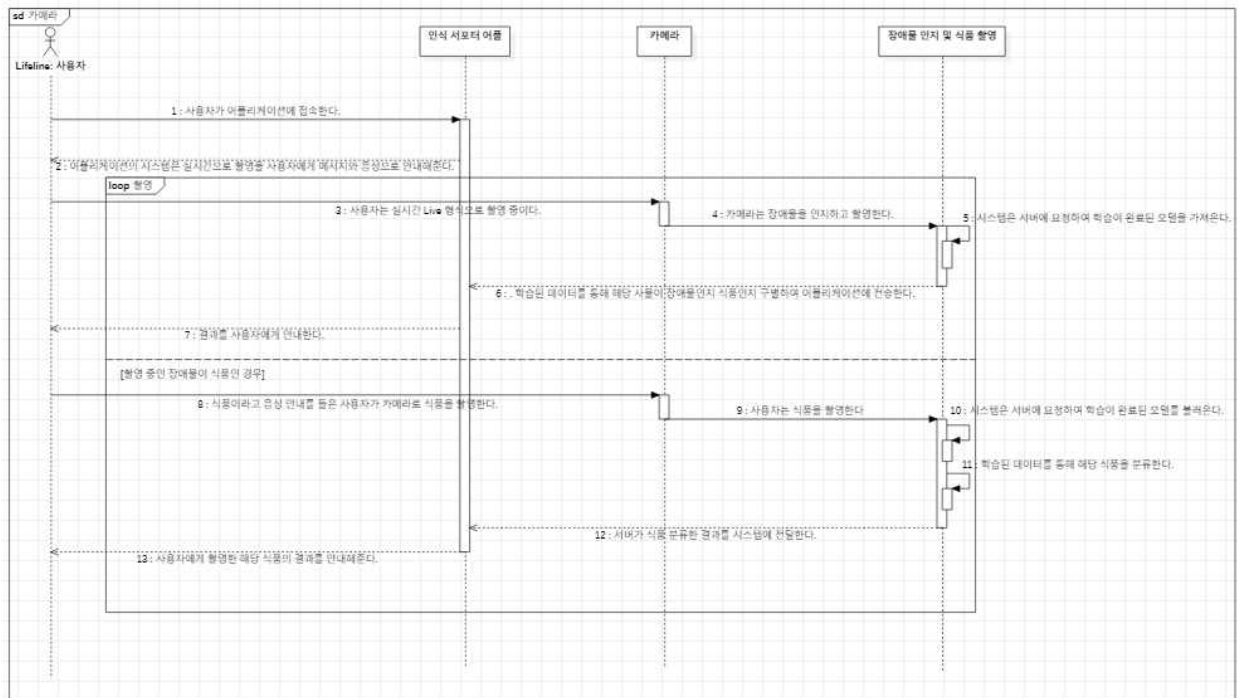 sd 카메라
Lifeline: 사용자
인식 서포터 어플
카메라
장애물 인지 및 식품 촬영
1 : 사용자가 어플리케이션에 접속한다.
2 : 어플리케이션의 시스템은 실시간으로 촬영을 사용자에게 메시지와 음성으로 안내해준다.
loop 촬영
3 : 사용자는 실시간 Live 형식으로 촬영 중이다.
4 : 카메라는 장애물을 인지하고 촬영한다.
5 : 시스템은 서버에 요청하여 학습이 완료된 모델을 가져온다.
6 : . 학습된 데이터를 통해 해당 사물이 장애물인지 식품인지 구별하여 어플리케이션에 전송한다.
7 : 결과를 사용자에게 안내한다.
[촬영 중인 장애물이 식품인 경우]
8 : 식품이라고 음성 안내를 들은 사용자가 카메라로 식품을 촬영한다.
9 : 사용자는 식품을 촬영한다
10 : 시스템은 서버에 요청하여 학습이 완료된 모델를 불러온다.
11 : 학습된 데이터를 통해 해당 식품을 분류한다.
12 : 서버가 식품 분류한 결과를 시스템에 전달한다.
13 : 사용자에게 촬영한 해당 식품의 결과를 안내해준다.